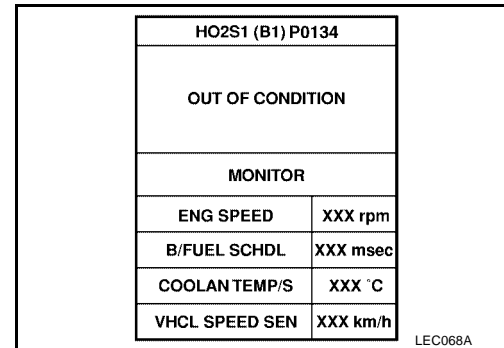 HO2S1 (B1) P0134
OUT OF CONDITION
MONITOR
ENG SPEED XXX rpm
B/FUEL SCHDL XXX msec
COOLAN TEMP/S XXX °C
VHCL SPEED SEN XXX km/h
LEC068A